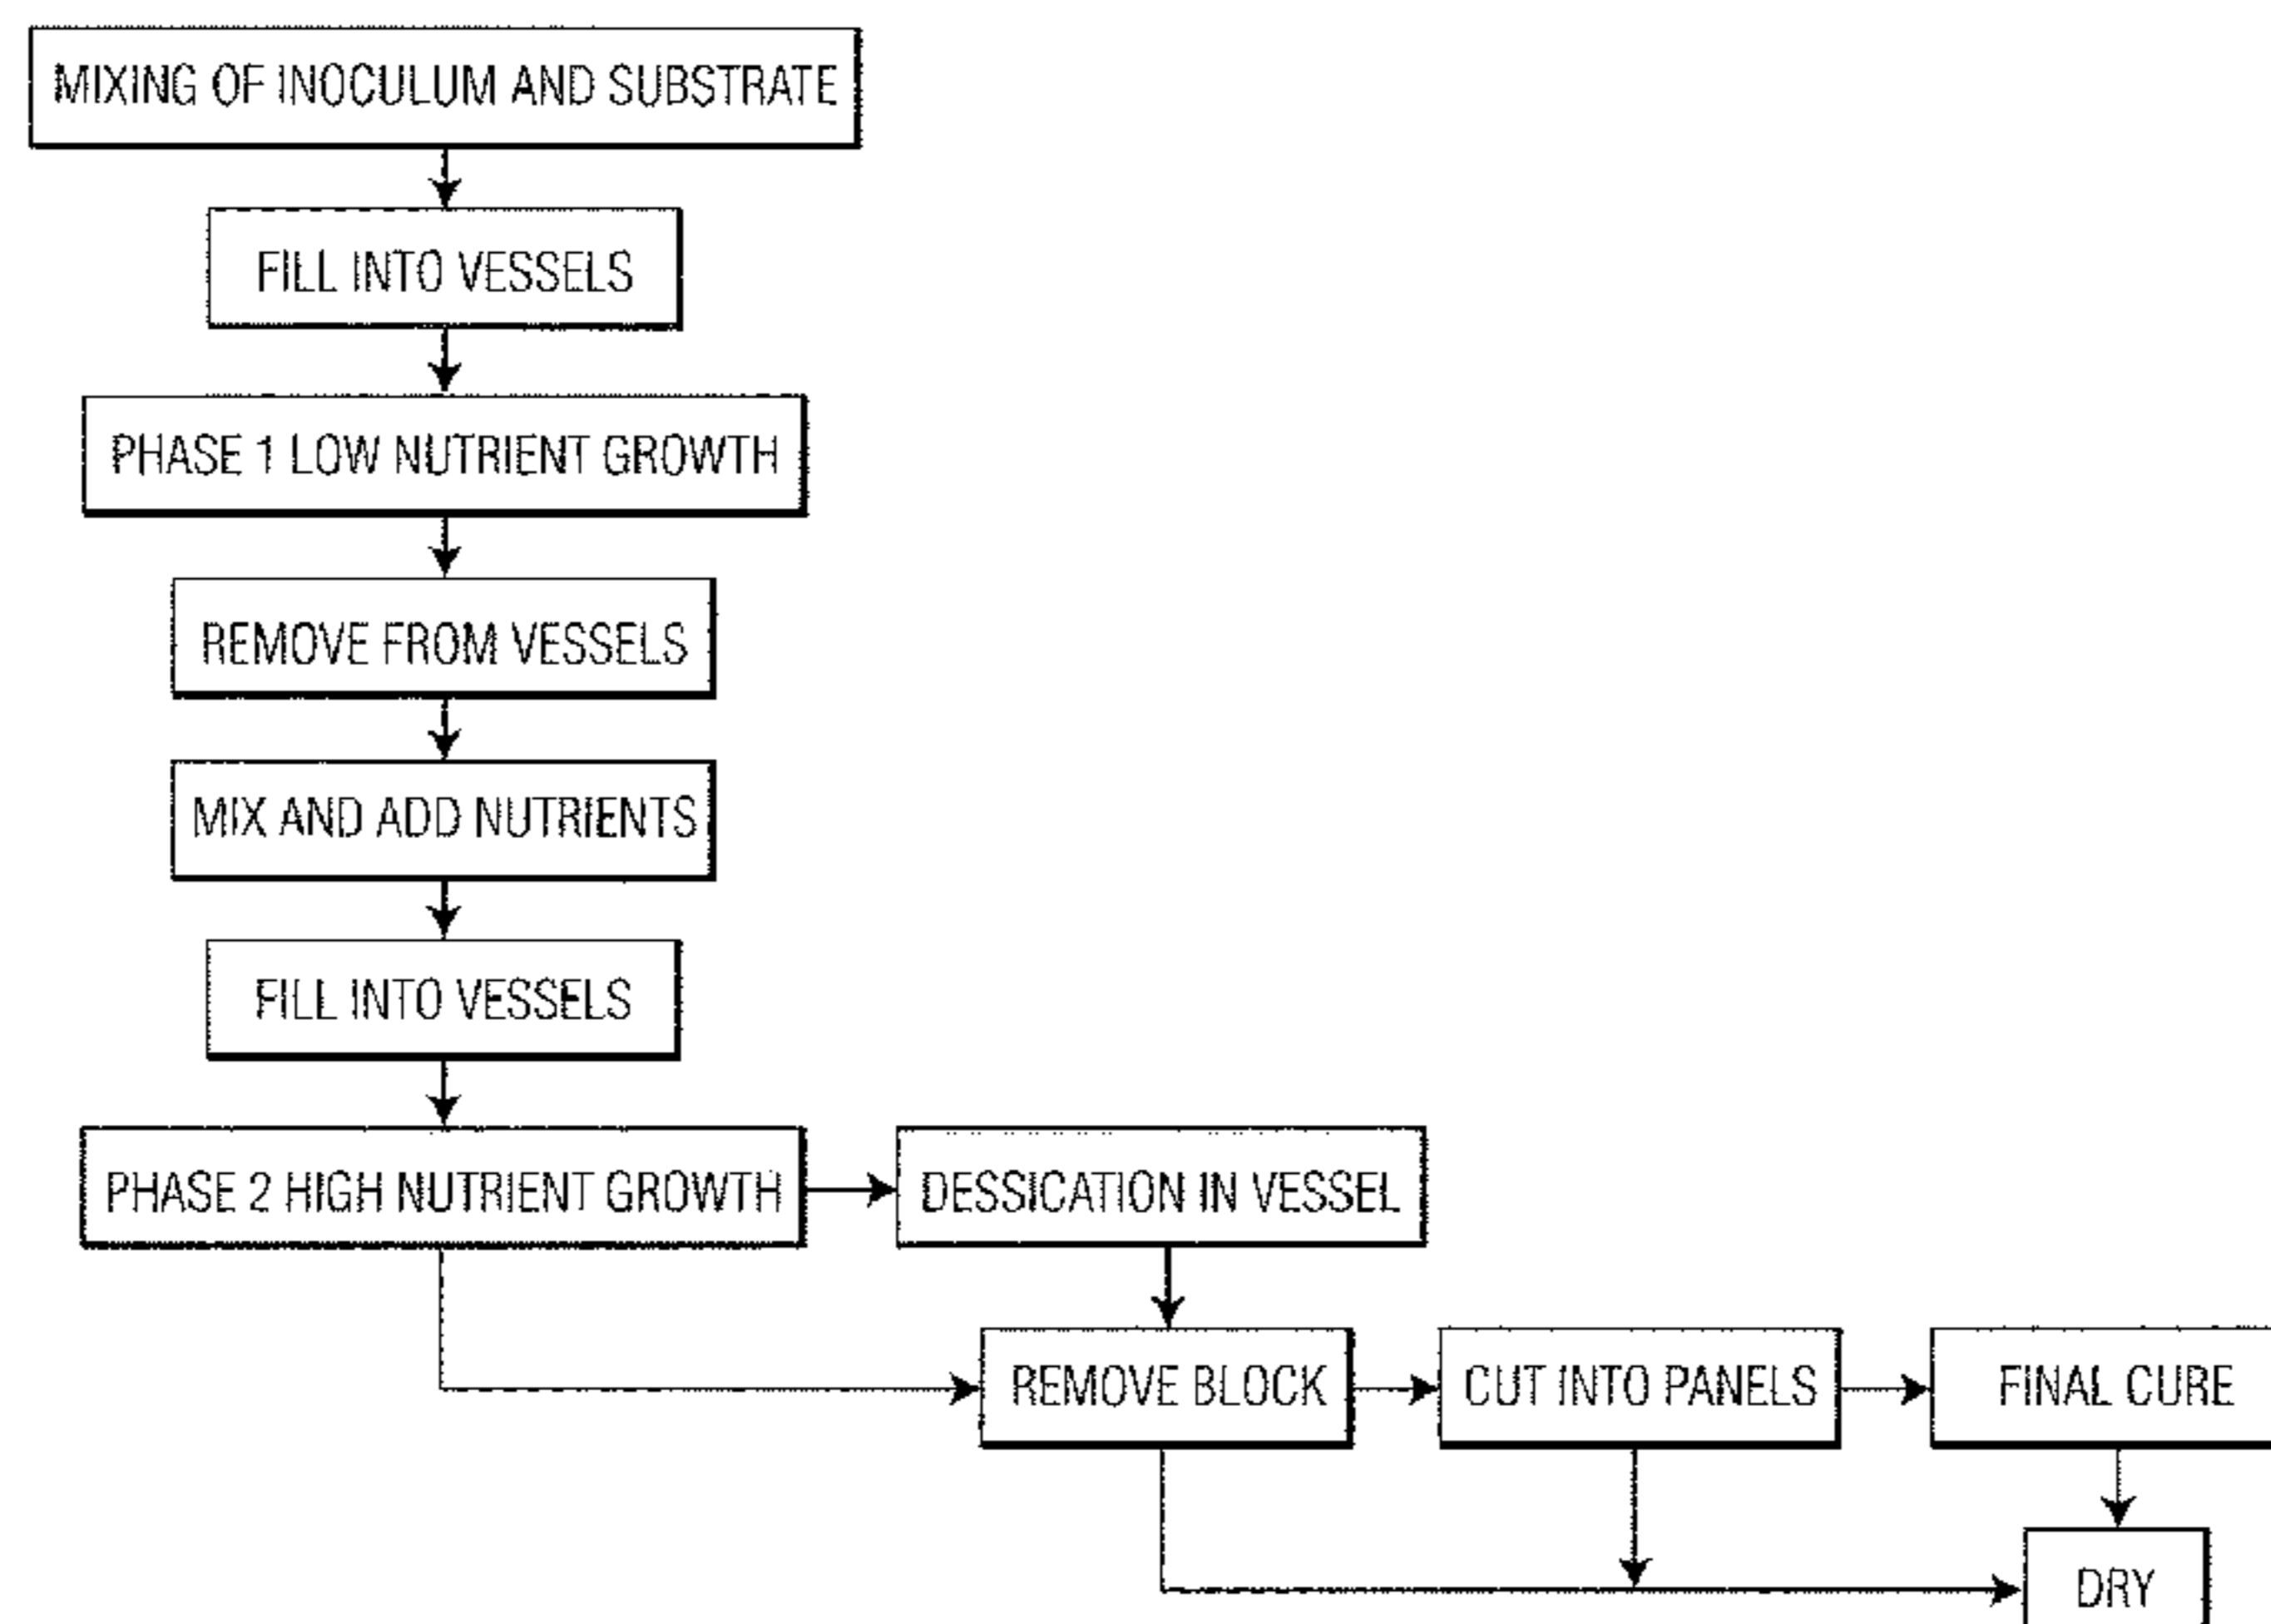 MIXING OF INOCULUM AND SUBSTRATE
FILL INTO VESSELS
PHASE 1 LOW NUTRIENT GROWTH
REMOVE FROM VESSELS
MIX AND ADD NUTRIENTS
FILL INTO VESSELS
PHASE 2 HIGH NUTRIENT GROWTH
DESSICATION IN VESSEL
REMOVE BLOCK
CUT INTO PANELS
FINAL CURE
DRY